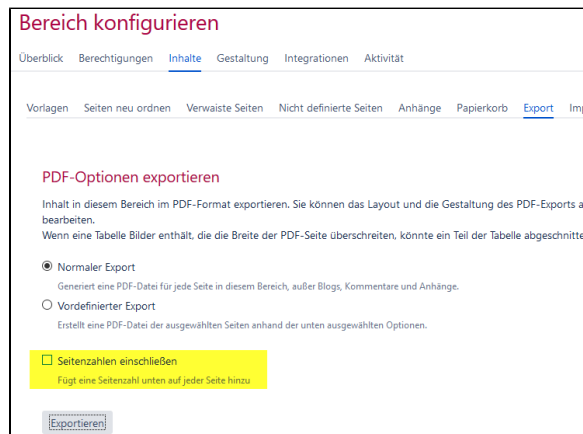 Bereich konfigurieren
Überblick Berechtigungen Inhalte Gestaltung Integrationen Aktivität
Vorlagen Seiten neu ordnen Verwaiste Seiten Nicht definierte Seiten Anhänge Papierkorb Export Imp
PDF-Optionen exportieren
Inhalt in diesem Bereich im PDF-Format exportieren. Sie können das Layout und die Gestaltung des PDF-Exports a
bearbeiten.
Wenn eine Tabelle Bilder enthält, die die Breite der PDF-Seite überschreiten, könnte ein Teil der Tabelle abgeschnitte
Normaler Export
Generiert eine PDF-Datei für jede Seite in diesem Bereich, außer Blogs, Kommentare und Anhänge.
Vordefinierter Export
Erstellt eine PDF-Datei der ausgewählten Seiten anhand der unten ausgewählten Optionen.
Seitenzahlen einschließen
Fügt eine Seitenzahl unten auf jeder Seite hinzu
Exportieren